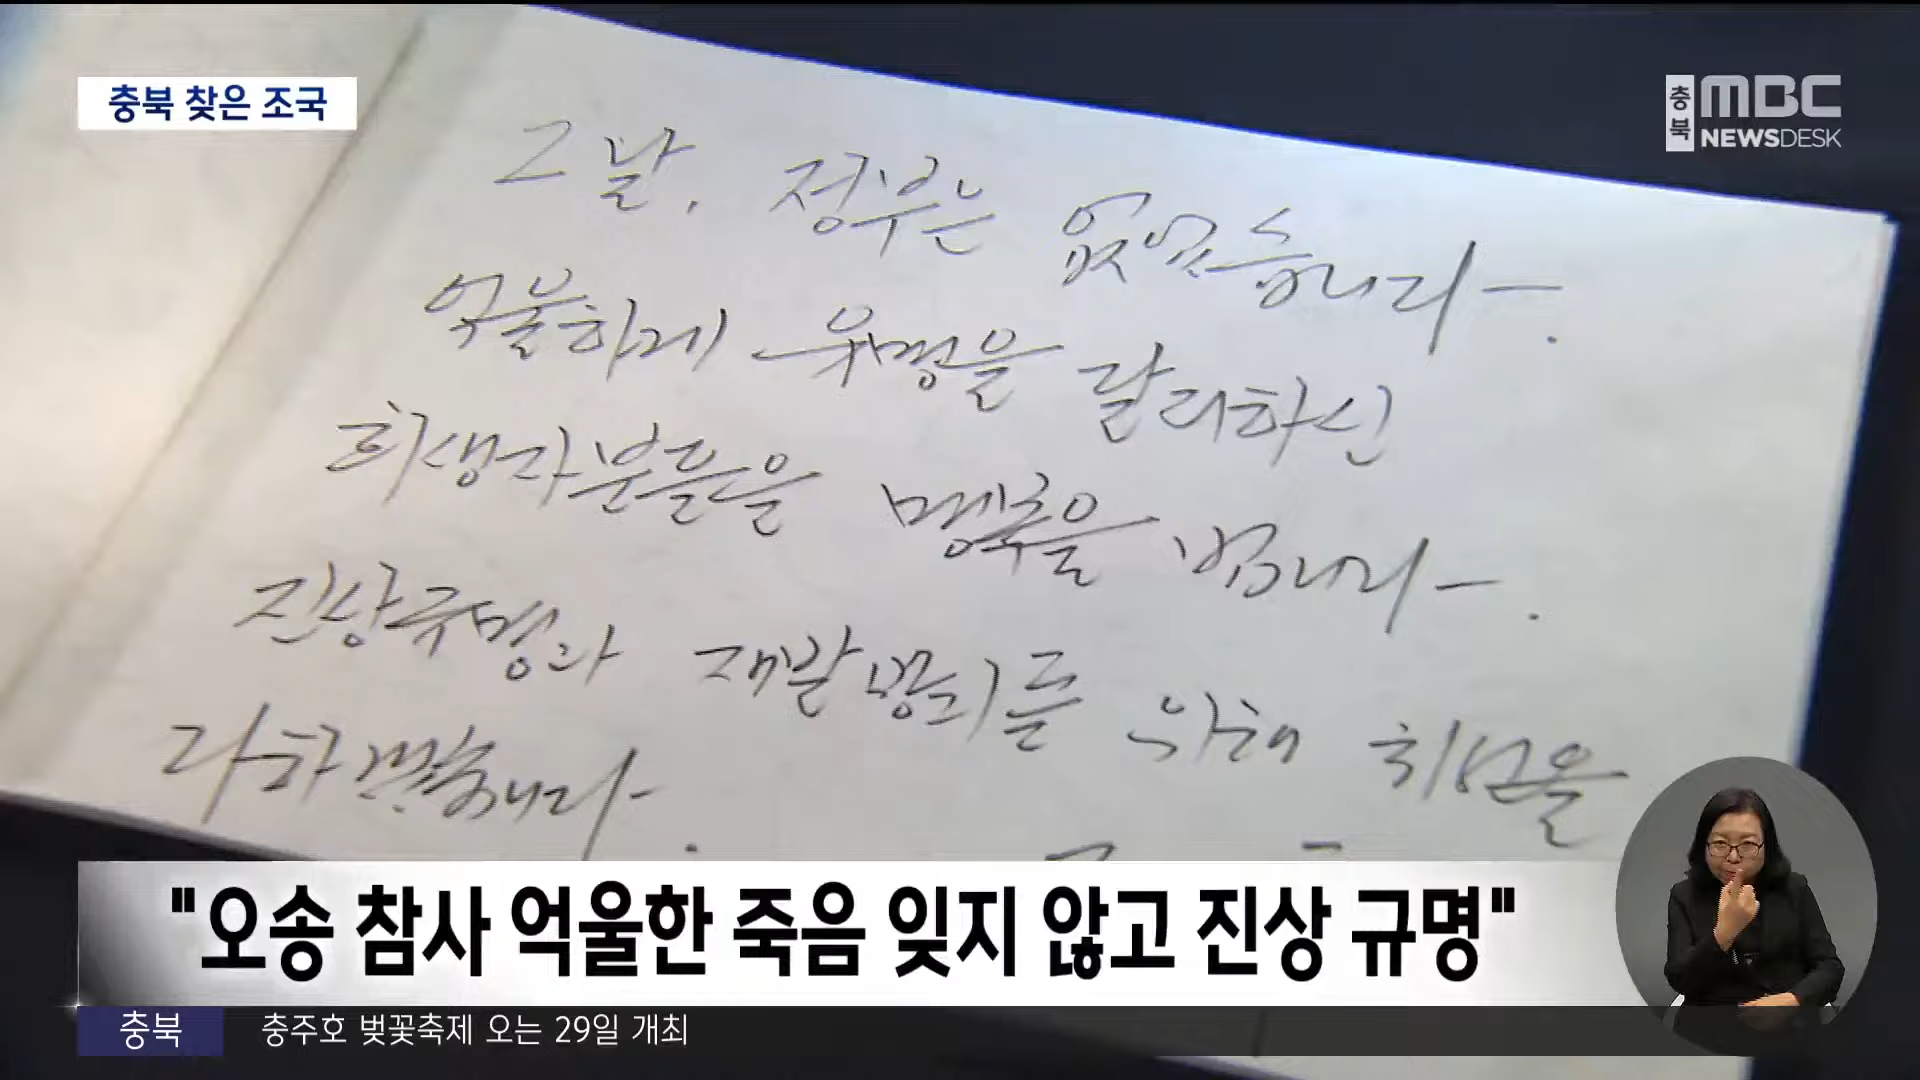 충북 찾은 조국
충북
MBC
NEWSDESK
그날, 정부는 없었습니다.
억울하게 유명을 달리하신
희생자분들을 명복을 빕니다.
진상규명과 재발방지를 위해 최선을
다하겠습니다.
"오송 참사 억울한 죽음 잊지 않고 진상 규명"
충북
충주호 벚꽃축제 오는 29일 개최